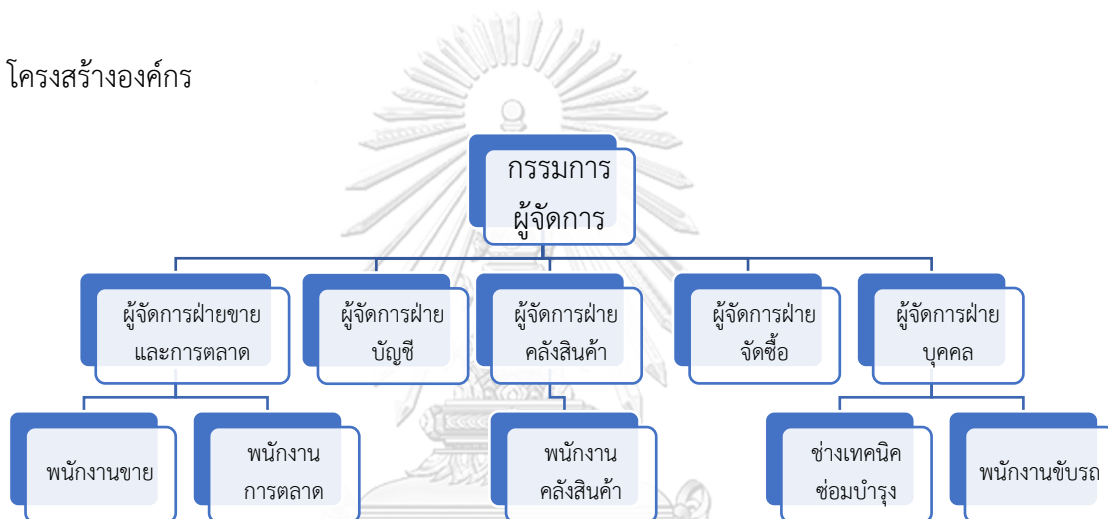 โครงสร้างองค์กร
กรรมการ
ผู้จัดการ
ผู้จัดการฝ่ายขาย
และการตลาด
ผู้จัดการฝ่าย
บัญชี
ผู้จัดการฝ่าย
คลังสินค้า
ผู้จัดการฝ่าย
จัดซื้อ
ผู้จัดการฝ่าย
บุคคล
พนักงานขาย
พนักงาน
การตลาด
พนักงาน
คลังสินค้า
ช่างเทคนิค
ซ่อมบำรุง
พนักงานขับรถ